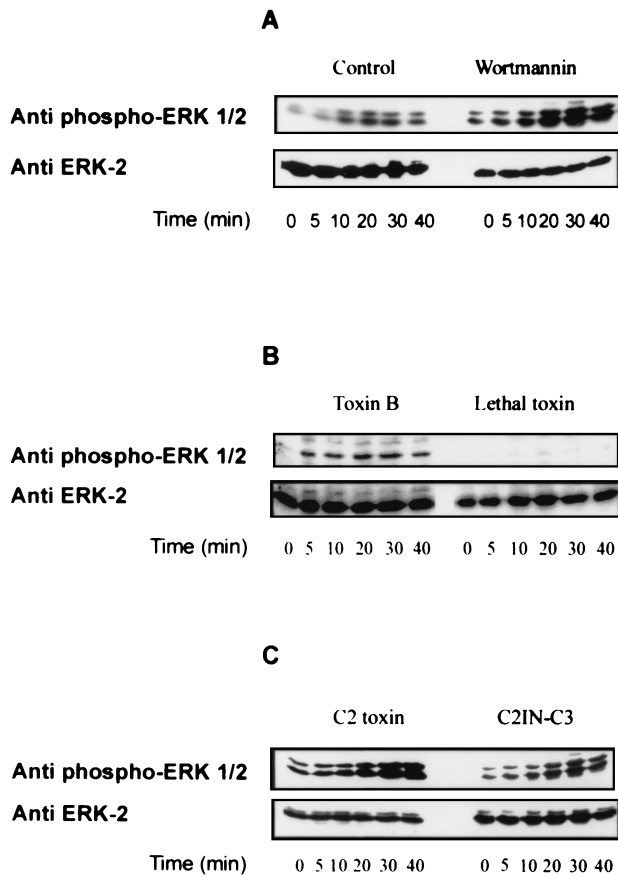 A
Control Wortmannin
Anti phospho-ERK 1/2
Anti ERK-2
Time (min) 0 5 10 20 30 40 0 5 10 20 30 40
B
Toxin B Lethal toxin
Anti phospho-ERK 1/2
Anti ERK-2
Time (min) 0 5 10 20 30 40 0 5 10 20 30 40
C
C2 toxin C2IN-C3
Anti phospho-ERK 1/2
Anti ERK-2
Time (min) 0 5 10 20 30 40 0 5 10 20 30 40